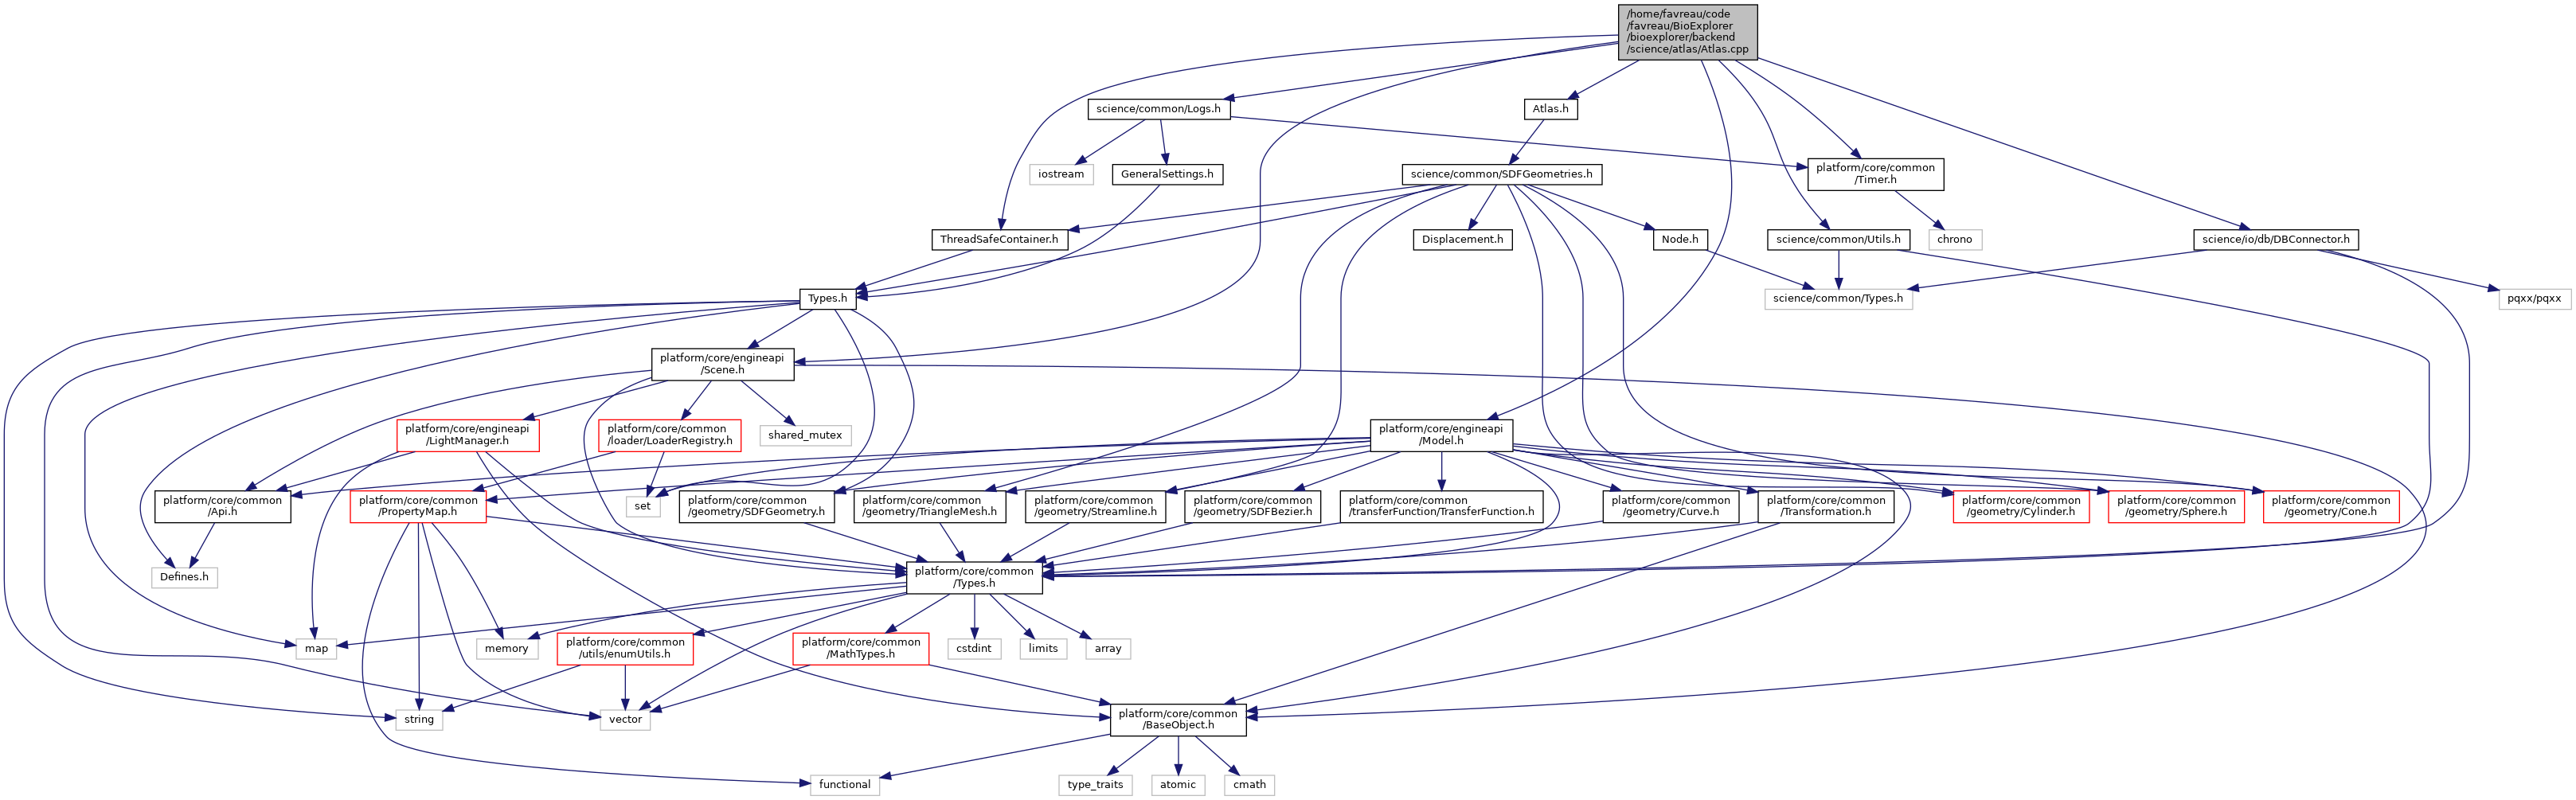 /home/favreau/code
/favreau/BioExplorer
/bioexplorer/backend
/science/atlas/Atlas.cpp
science/common/Logs.h
Atlas.h
iostream
GeneralSettings.h
science/common/SDFGeometries.h
platform/core/common
/Timer.h
ThreadSafeContainer.h
Displacement.h
Node.h
science/common/Utils.h
chrono
science/io/db/DBConnector.h
Types.h
science/common/Types.h
pqxx/pqxx
platform/core/engineapi
/Scene.h
platform/core/engineapi
/LightManager.h
platform/core/common
/loader/LoaderRegistry.h
shared_mutex
platform/core/engineapi
/Model.h
platform/core/common
/Api.h
platform/core/common
/PropertyMap.h
set
platform/core/common
/geometry/SDFGeometry.h
platform/core/common
/geometry/TriangleMesh.h
platform/core/common
/geometry/Streamline.h
platform/core/common
/geometry/SDFBezier.h
platform/core/common
/transferFunction/TransferFunction.h
platform/core/common
/geometry/Curve.h
platform/core/common
/Transformation.h
platform/core/common
/geometry/Cylinder.h
platform/core/common
/geometry/Sphere.h
platform/core/common
/geometry/Cone.h
Defines.h
platform/core/common
/Types.h
map
memory
platform/core/common
/utils/enumUtils.h
platform/core/common
/MathTypes.h
cstdint
limits
array
string
vector
platform/core/common
/BaseObject.h
functional
type_traits
atomic
cmath